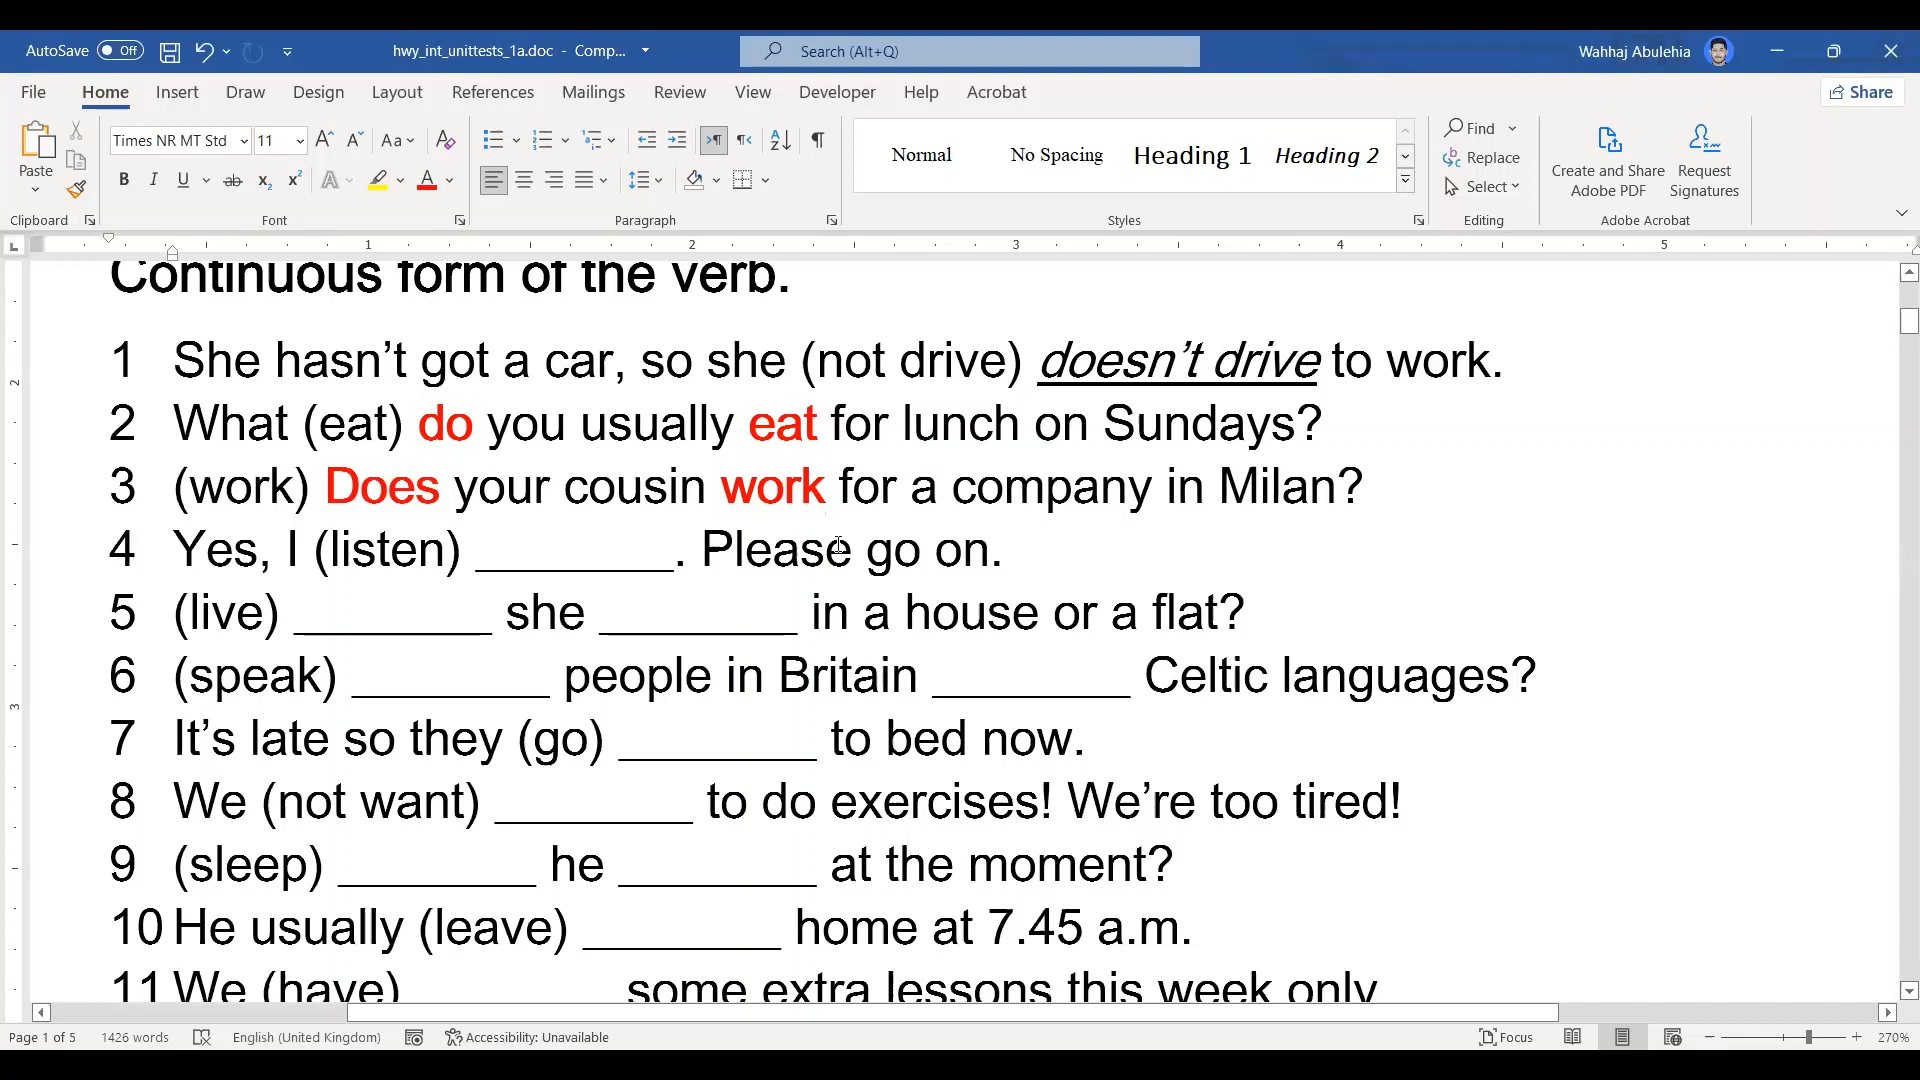 AutoSave Off hwy_int_unittests_1a.doc - Comp... Search (Alt+Q) Wahhaj Abulehia
File Home Insert Draw Design Layout References Mailings Review View Developer Help Acrobat Share
Paste Times NR MT Std 11 Aa Normal No Spacing Heading 1 Heading 2 Find Replace Select Create and Share Adobe PDF Request Signatures
Clipboard Font Paragraph Styles Editing Adobe Acrobat
1 2 3 4 5
Continuous form of the verb.
1 She hasn’t got a car, so she (not drive) doesn’t drive to work.
2 What (eat) do you usually eat for lunch on Sundays?
3 (work) Does your cousin work for a company in Milan?
4 Yes, I (listen) ________. Please go on.
5 (live) ________ she ________ in a house or a flat?
6 (speak) ________ people in Britain ________ Celtic languages?
7 It’s late so they (go) ________ to bed now.
8 We (not want) ________ to do exercises! We’re too tired!
9 (sleep) ________ he ________ at the moment?
10 He usually (leave) ________ home at 7.45 a.m.
11 We (have) some extra lessons this week only
Page 1 of 5 1426 words English (United Kingdom) Accessibility: Unavailable Focus 270%